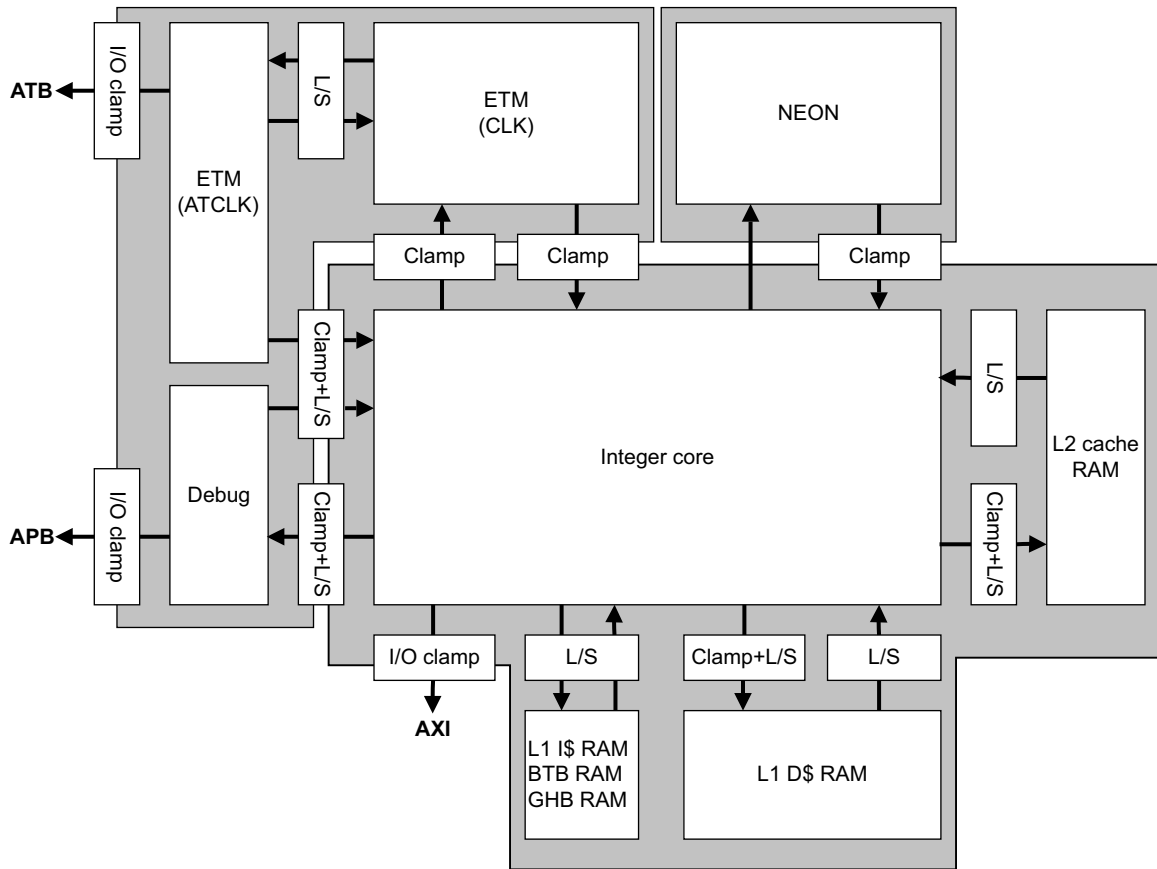 I/O clamp
L/S
ATB
ETM
(CLK)
NEON
ETM
(ATCLK)
Clamp
Clamp
Clamp
Clamp+L/S
L/S
Integer core
L2 cache
RAM
Debug
I/O clamp
APB
Clamp+L/S
Clamp+L/S
I/O clamp
L/S
Clamp+L/S
L/S
AXI
L1 I$ RAM
BTB RAM
GHB RAM
L1 D$ RAM